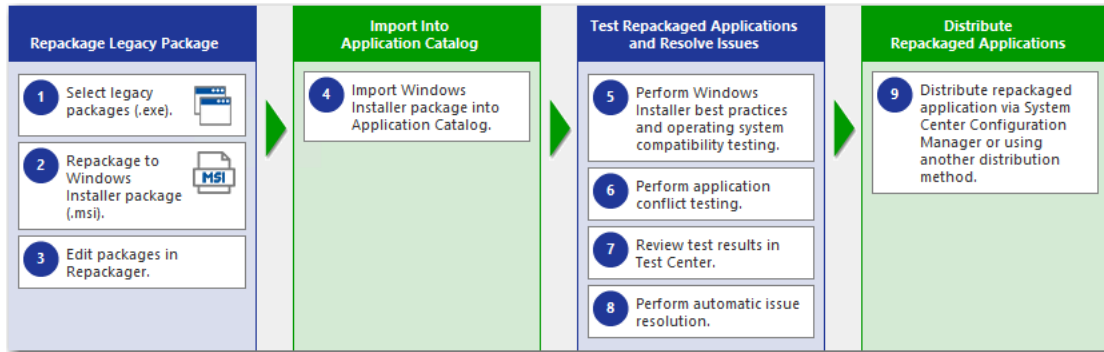 Repackage Legacy Package
1
Select legacy
packages (.exe).
2
Repackage to
Windows
Installer package
(.msi).
MSI
3
Edit packages in
Repackager.
Import Into
Application Catalog
4
Import Windows
Installer package into
Application Catalog.
Test Repackaged Applications
and Resolve Issues
5
Perform Windows
Installer best practices
and operating system
compatibility testing.
6
Perform application
conflict testing.
7
Review test results in
Test Center.
8
Perform automatic issue
resolution.
Distribute
Repackaged Applications
9
Distribute repackaged
application via System
Center Configuration
Manager or using
another distribution
method.